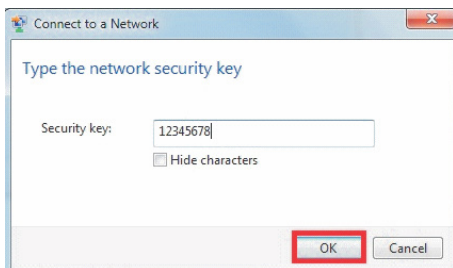 Connect to a Network
Type the network security key
Security key: 12345678
Hide characters
OK Cancel